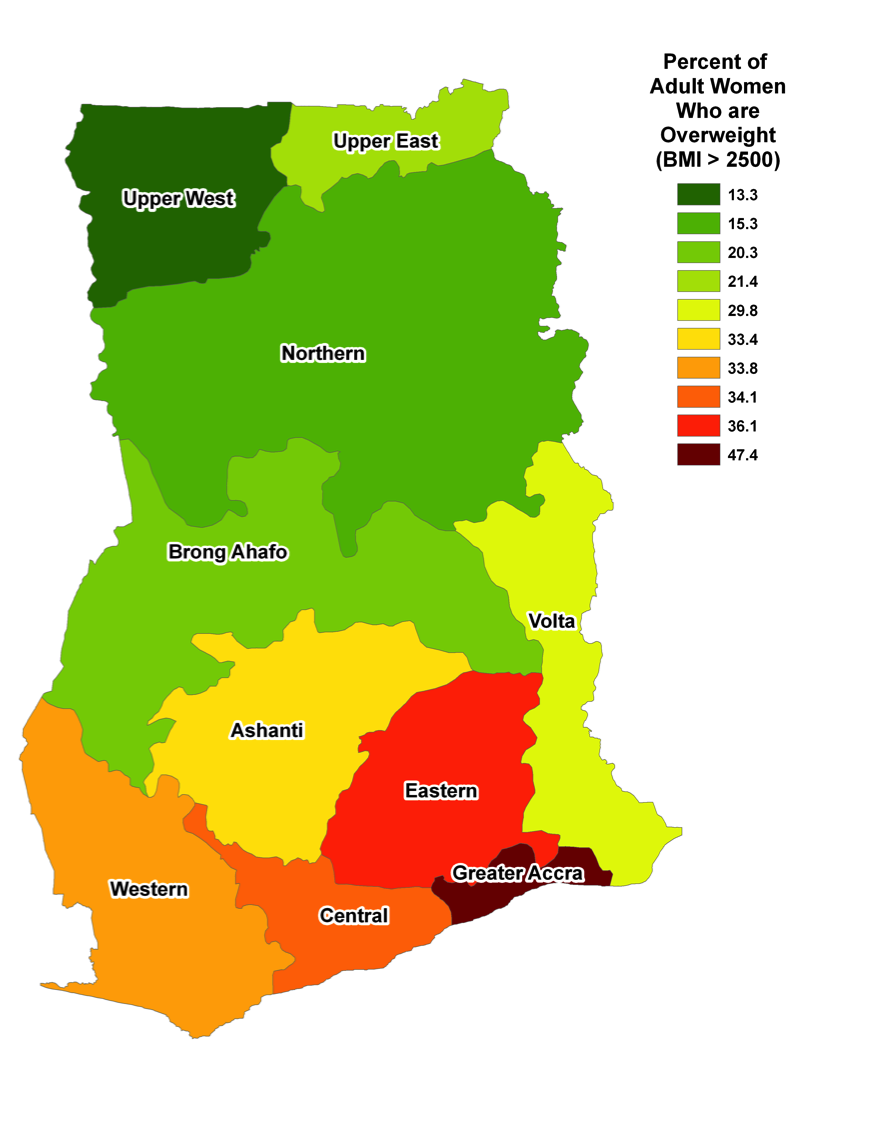 Percent of
Adult Women
Who are
Overweight
(BMI > 2500)
13.3
15.3
20.3
21.4
29.8
33.4
33.8
34.1
36.1
47.4
Upper East
Upper West
Northern
Brong Ahafo
Volta
Ashanti
Eastern
Greater Accra
Western
Central